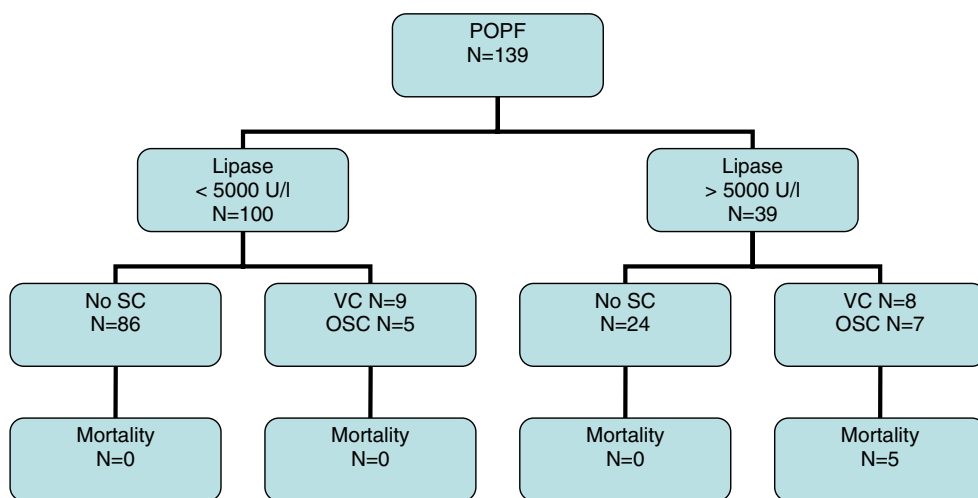 POPF
N=139
Lipase
< 5000 U/l
N=100
Lipase
> 5000 U/l
N=39
No SC
N=86
VC N=9
OSC N=5
No SC
N=24
VC N=8
OSC N=7
Mortality
N=0
Mortality
N=0
Mortality
N=0
Mortality
N=5